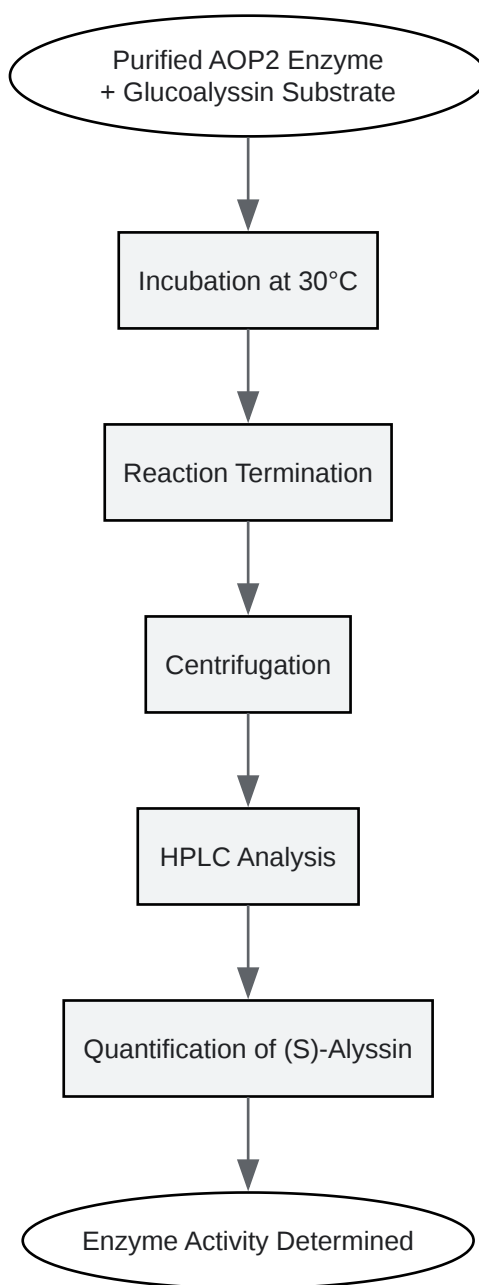 Purified AOP2 Enzyme
+ Glucoalyssin Substrate
Incubation at 30°C
Reaction Termination
Centrifugation
HPLC Analysis
Quantification of (S)-Alyssin
Enzyme Activity Determined